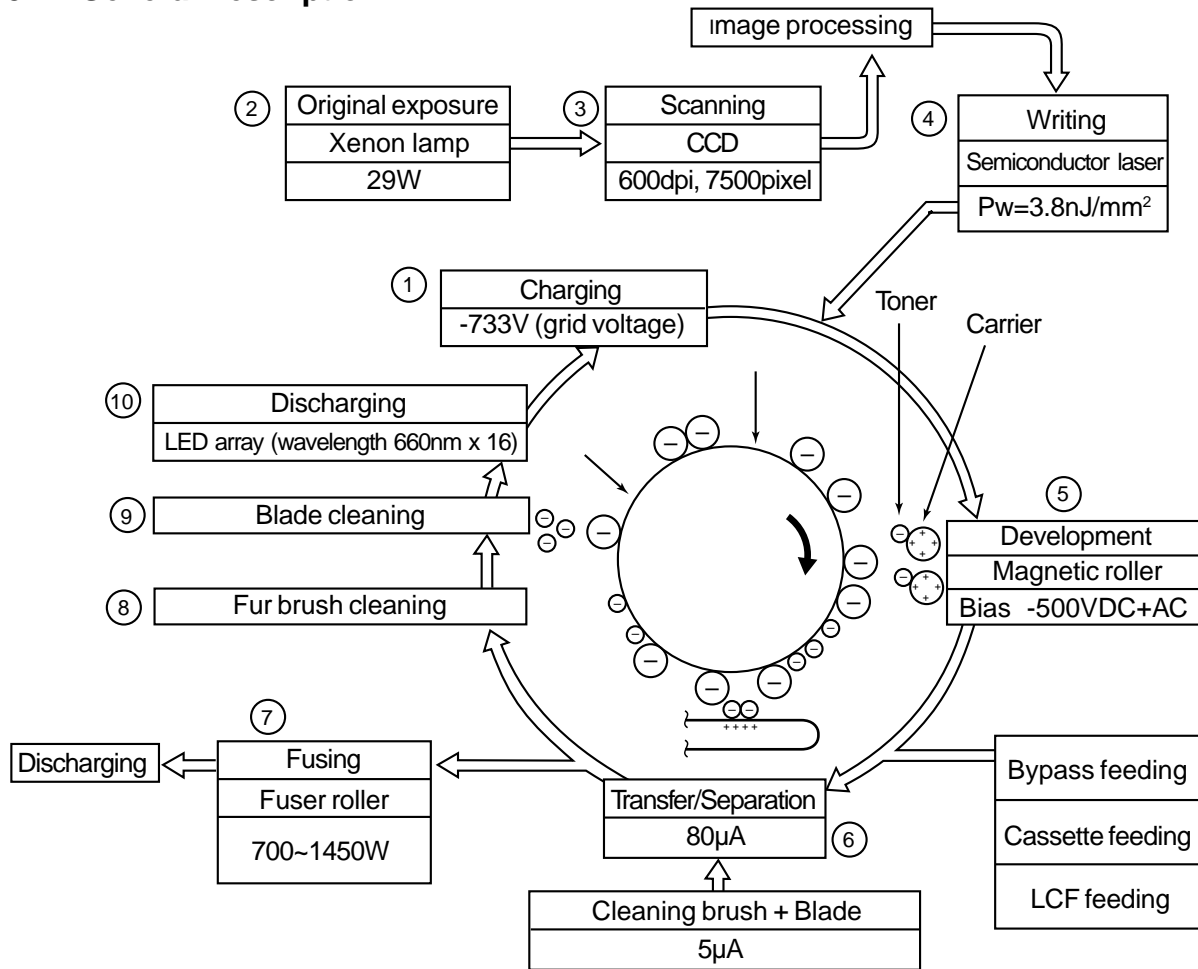 Image processing
2
Original exposure
Xenon lamp
29W
3
Scanning
CCD
600dpi, 7500pixel
4
Writing
Semiconductor laser
Pw=3.8nJ/mm²
1
Charging
-733V (grid voltage)
Toner
Carrier
10
Discharging
LED array (wavelength 660nm x 16)
9
Blade cleaning
8
Fur brush cleaning
5
Development
Magnetic roller
Bias -500VDC+AC
7
Fusing
Fuser roller
700~1450W
Discharging
Transfer/Separation
80µA
6
Cleaning brush + Blade
5µA
Bypass feeding
Cassette feeding
LCF feeding